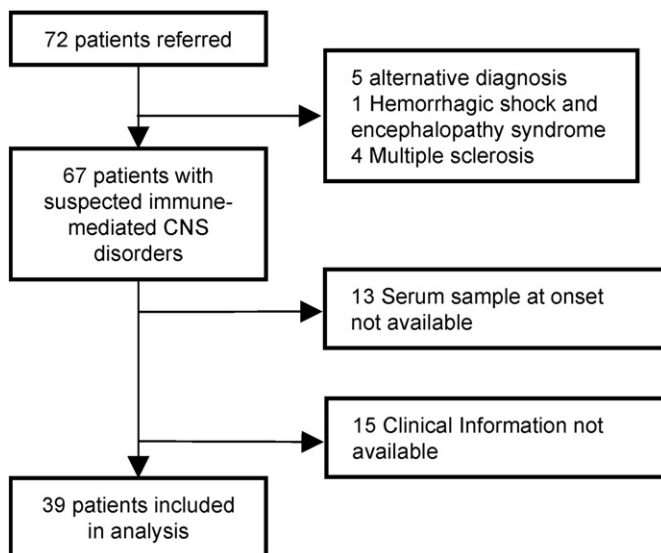 72 patients referred
5 alternative diagnosis
1 Hemorrhagic shock and
encephalopathy syndrome
4 Multiple sclerosis
67 patients with
suspected immune-
mediated CNS
disorders
13 Serum sample at onset
not available
15 Clinical Information not
available
39 patients included
in analysis